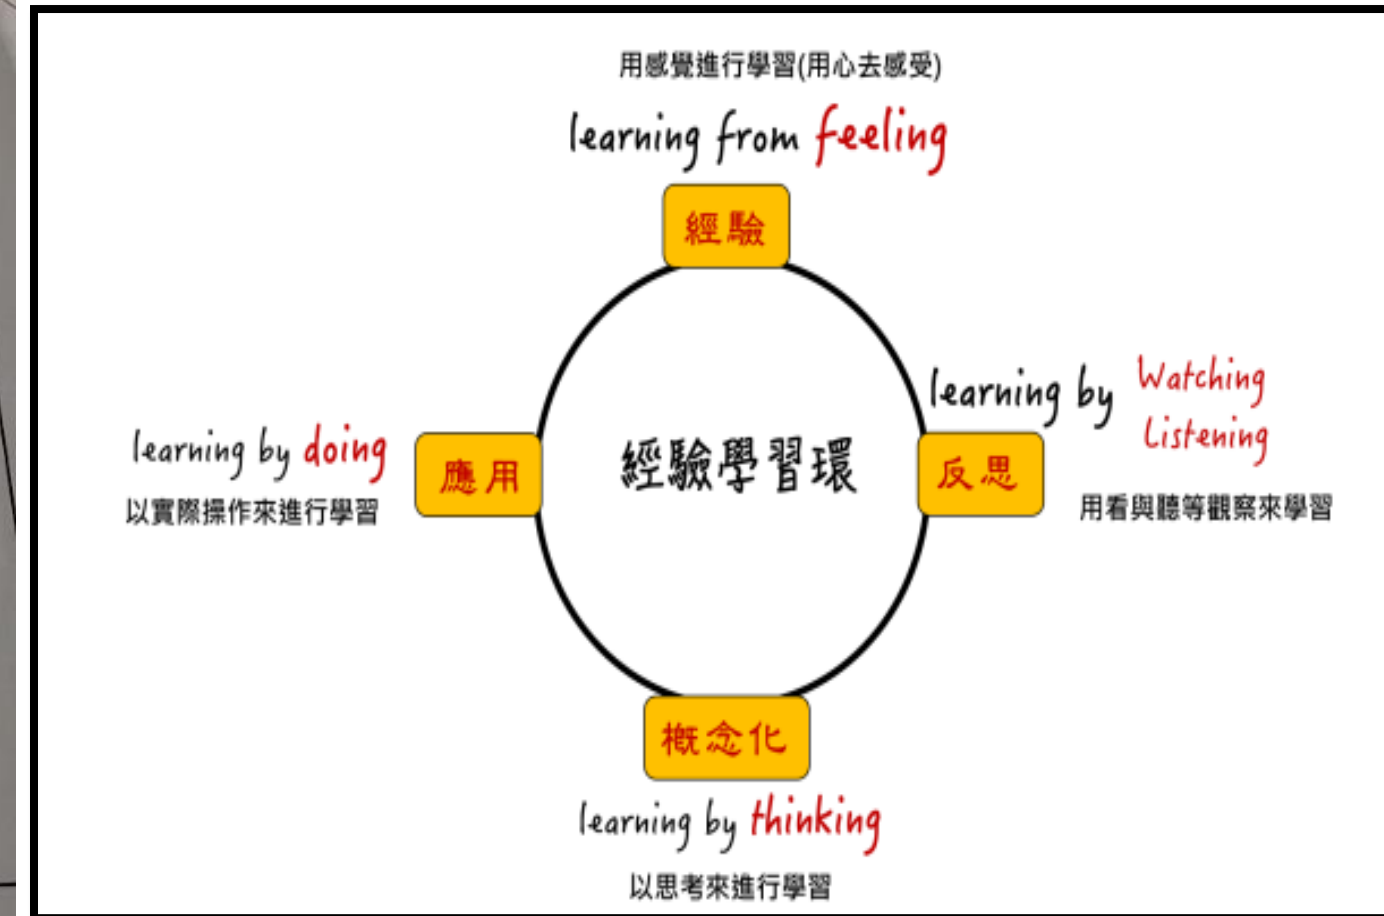 用感覺進行學習(用心去感受)
learning from feeling
經驗
learning by Watching
Listening
反思
用看與聽等觀察來學習
經驗學習環
learning by doing
應用
以實際操作來進行學習
概念化
learning by thinking
以思考來進行學習